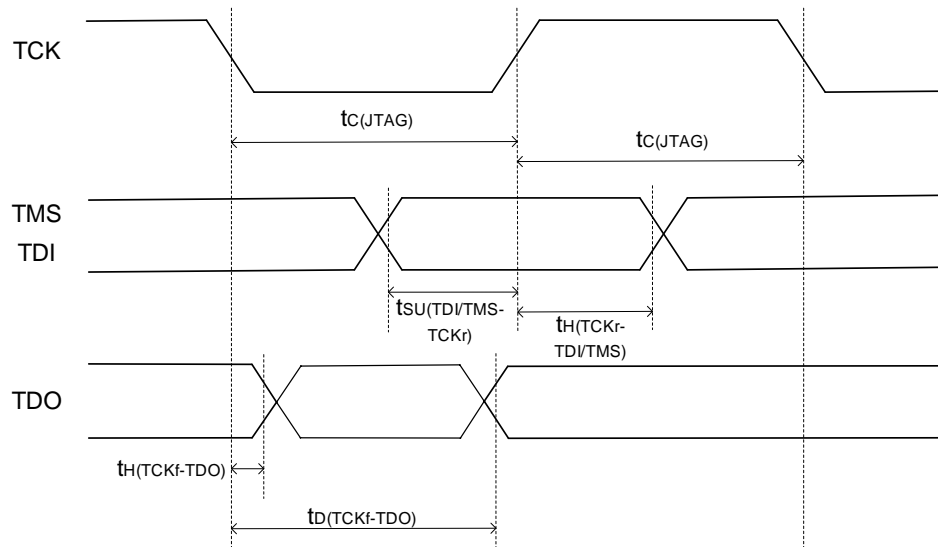 TCK
tC(JTAG)
tC(JTAG)
TMS
TDI
tSU(TDI/TMS-
TCKr)
tH(TCKr-
TDI/TMS)
TDO
tH(TCKf-TDO)
tD(TCKf-TDO)